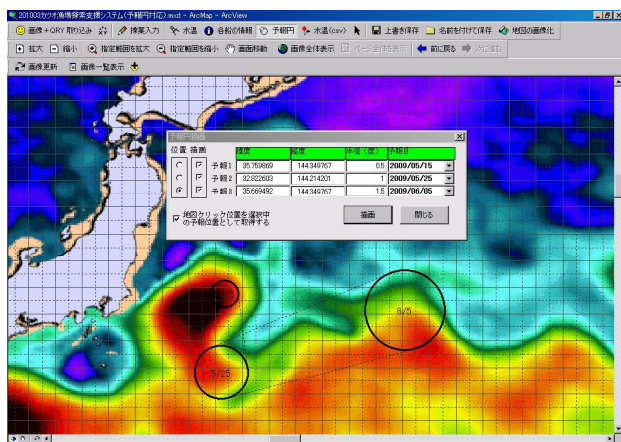 201003カツオ漁場探索支援システム(予報円対応).mxd - ArcMap - ArcView
画像+QRY取り込み 操業入力 水温 各船の情報 予報円 水温(csv) 上書き保存 名前を付けて保存 地図の画像化
拡大 縮小 指定範囲を拡大 指定範囲を縮小 画面移動 画像全体表示 ページ全体を表示 前に戻る 次に進む
画像更新 画像一覧表示
予報円描画
位置 描画 緯度 経度 半径(度) 予報日
予報1 35.759869 144.349767 0.5 2009/05/15
予報2 32.822603 144.214201 1 2009/05/25
予報3 35.669492 144.349767 1.5 2009/06/05
地図クリック位置を選択中
の予報位置として取得する
描画 閉じる
6/5
5/25